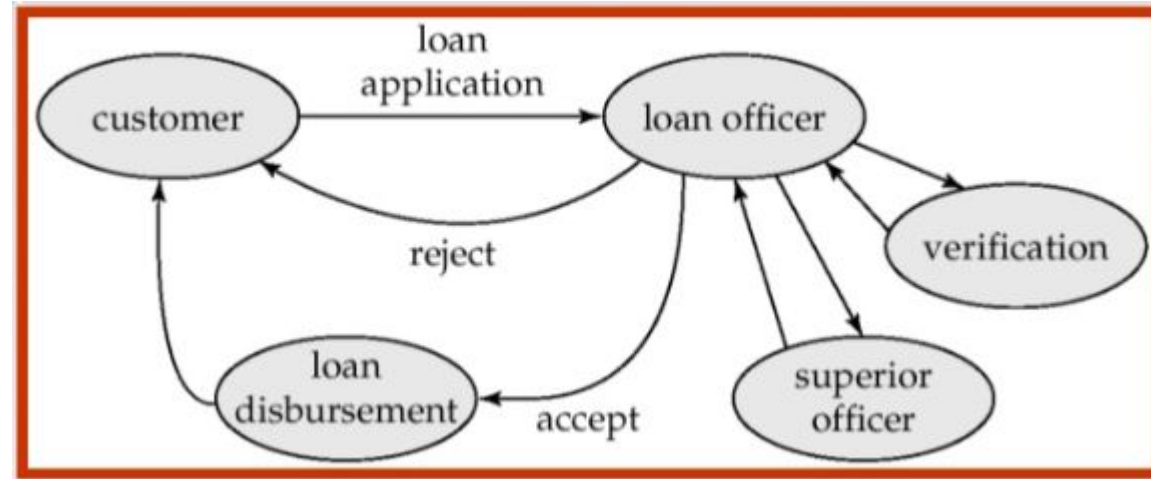 loan
application
customer
loan officer
reject
verification
loan
disbursement
accept
superior
officer